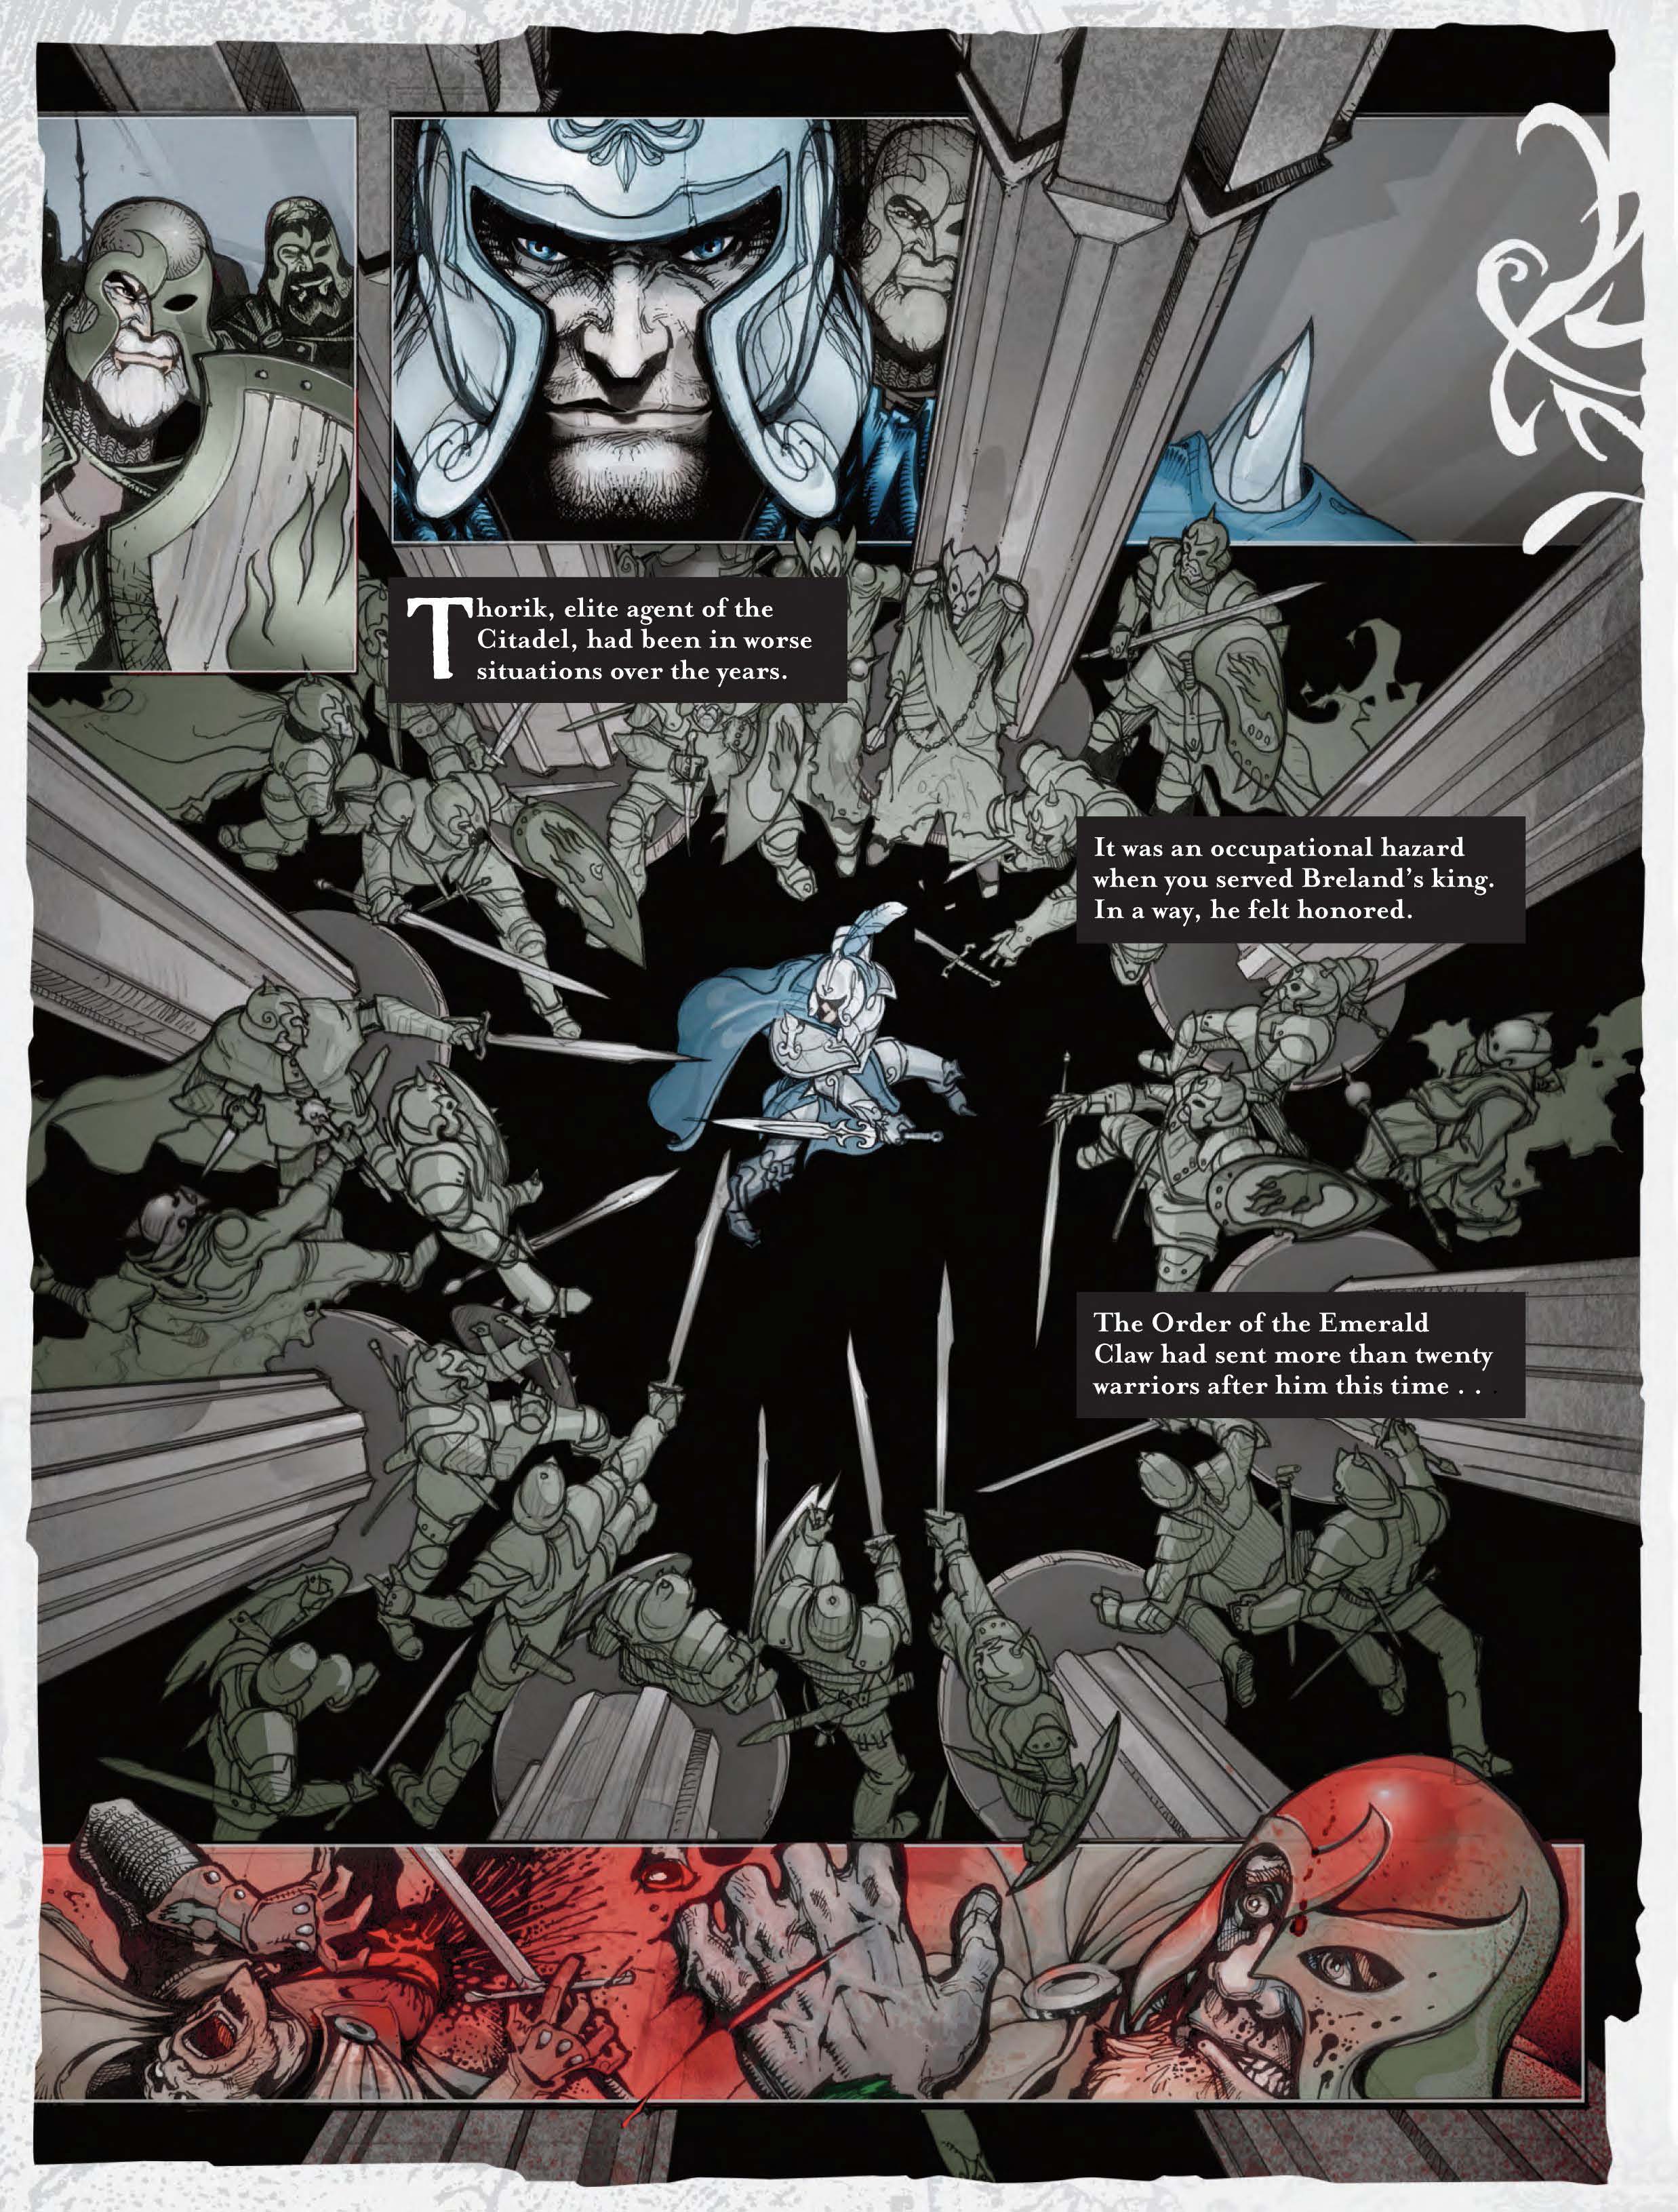 Thorik, elite agent of the
Citadel, had been in worse
situations over the years.
It was an occupational hazard
when you served Breland’s king.
In a way, he felt honored.
The Order of the Emerald
Claw had sent more than twenty
warriors after him this time . . .